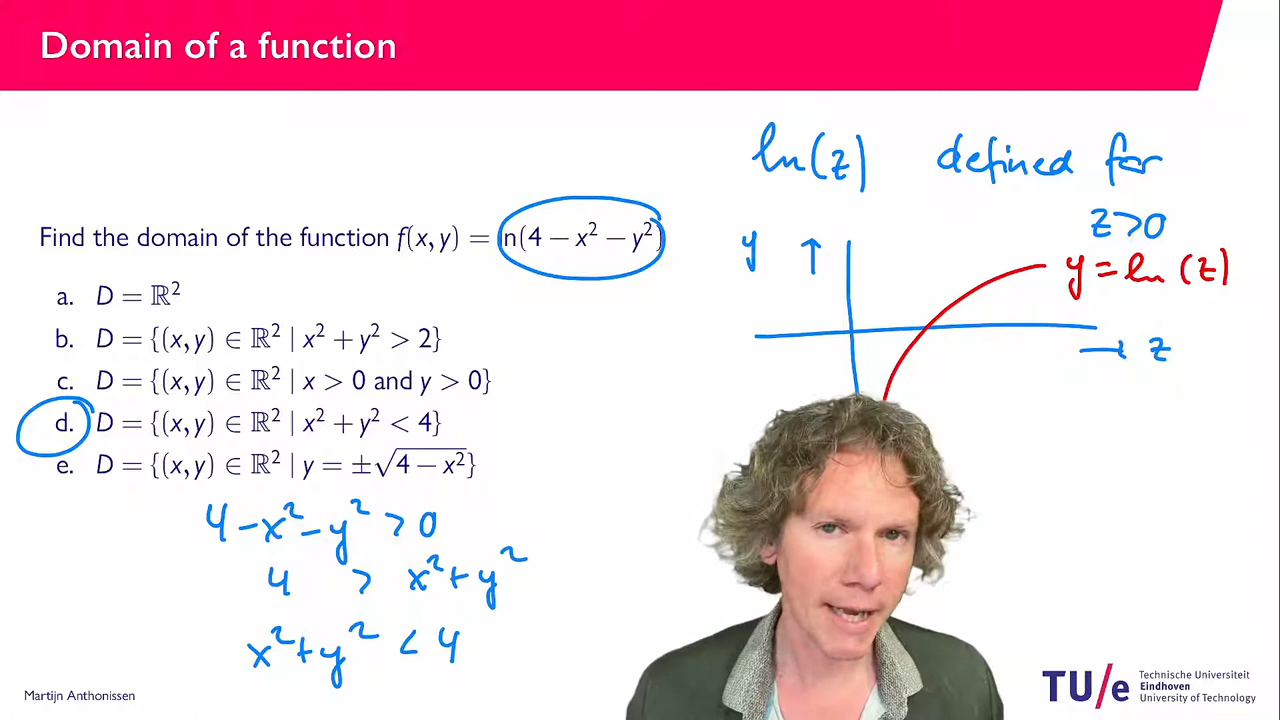 Domain of a function
ln(z) defined for
z>0
Find the domain of the function f(x, y) = ln(4 − x² − y²)
y ↑
y = ln (z)
a. D = ℝ²
b. D = {(x, y) ∈ ℝ² | x² + y² > 2}
→ z
c. D = {(x, y) ∈ ℝ² | x > 0 and y > 0}
d. D = {(x, y) ∈ ℝ² | x² + y² < 4}
e. D = {(x, y) ∈ ℝ² | y = ±√(4 − x²)}
4 − x² − y² > 0
4 > x² + y²
x² + y² < 4
Martijn Anthonissen
TU/e
Technische Universiteit
Eindhoven
University of Technology